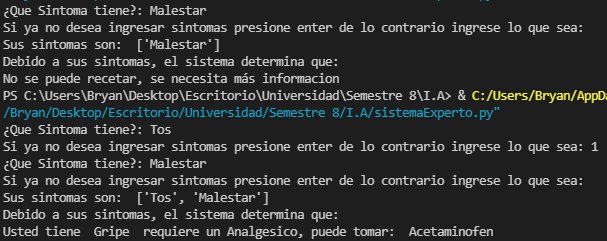 ¿Que Sintoma tiene?: Malestar
Si ya no desea ingresar sintomas presione enter de lo contrario ingrese lo que sea:
Sus sintomas son:  ['Malestar']
Debido a sus sintomas, el sistema determina que:
No se puede recetar, se necesita más informacion
PS C:\Users\Bryan\Desktop\Escritorio\Universidad\Semestre 8\I.A> & C:/Users/Bryan/AppDa
/Bryan/Desktop/Escritorio/Universidad/Semestre 8/I.A/sistemaExperto.py"
¿Que Sintoma tiene?: Tos
Si ya no desea ingresar sintomas presione enter de lo contrario ingrese lo que sea: 1
¿Que Sintoma tiene?: Malestar
Si ya no desea ingresar sintomas presione enter de lo contrario ingrese lo que sea:
Sus sintomas son:  ['Tos', 'Malestar']
Debido a sus sintomas, el sistema determina que:
Usted tiene  Gripe  requiere un Analgesico, puede tomar:  Acetaminofen